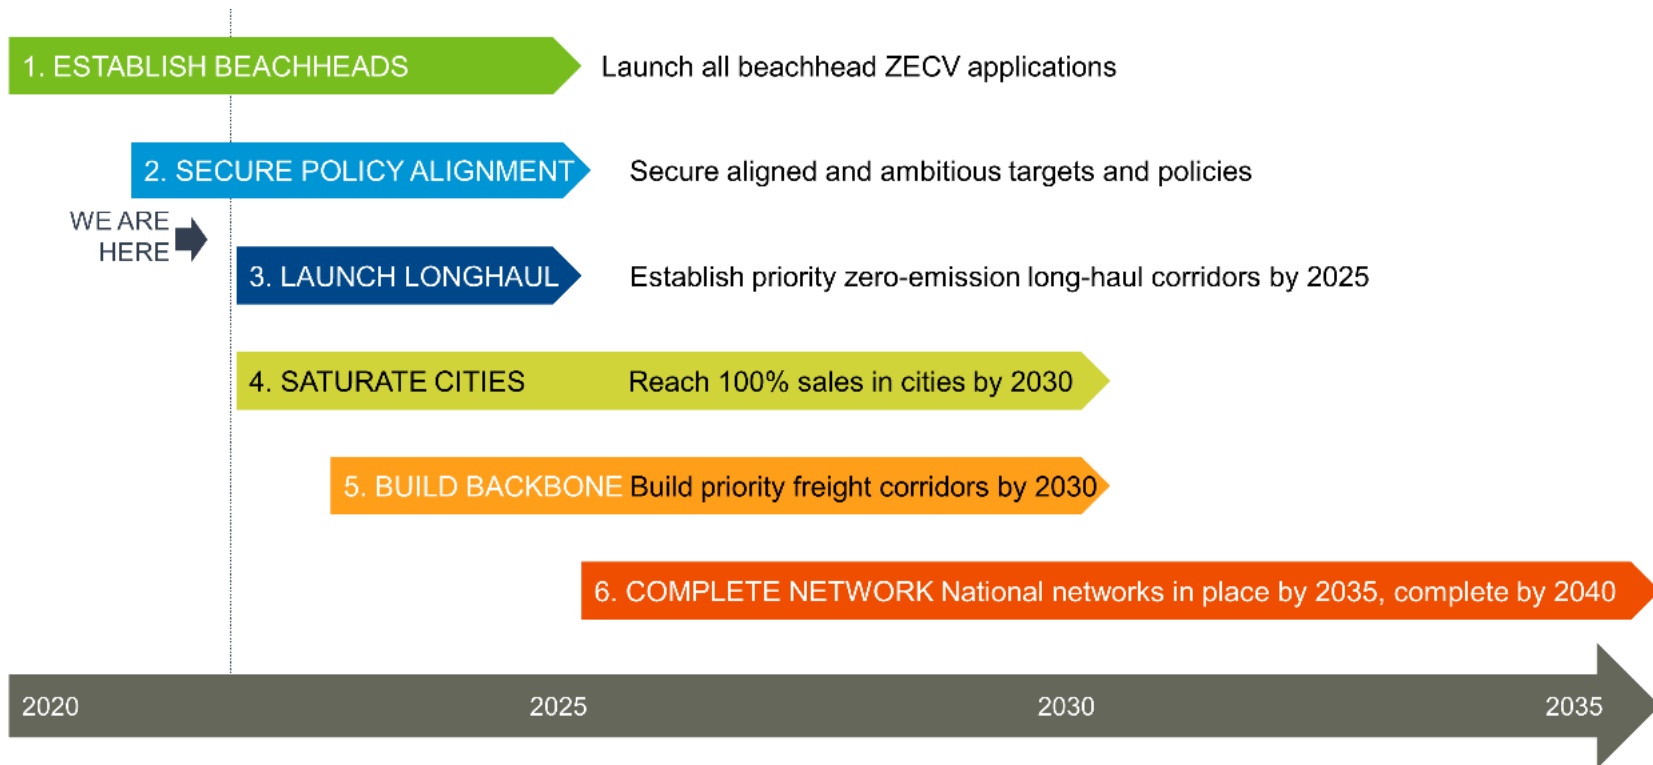 1. ESTABLISH BEACHHEADS
Launch all beachhead ZECV applications
2. SECURE POLICY ALIGNMENT
Secure aligned and ambitious targets and policies
WE ARE
HERE
3. LAUNCH LONGHAUL
Establish priority zero-emission long-haul corridors by 2025
4. SATURATE CITIES
Reach 100% sales in cities by 2030
5. BUILD BACKBONE
Build priority freight corridors by 2030
6. COMPLETE NETWORK National networks in place by 2035, complete by 2040
2020
2025
2030
2035